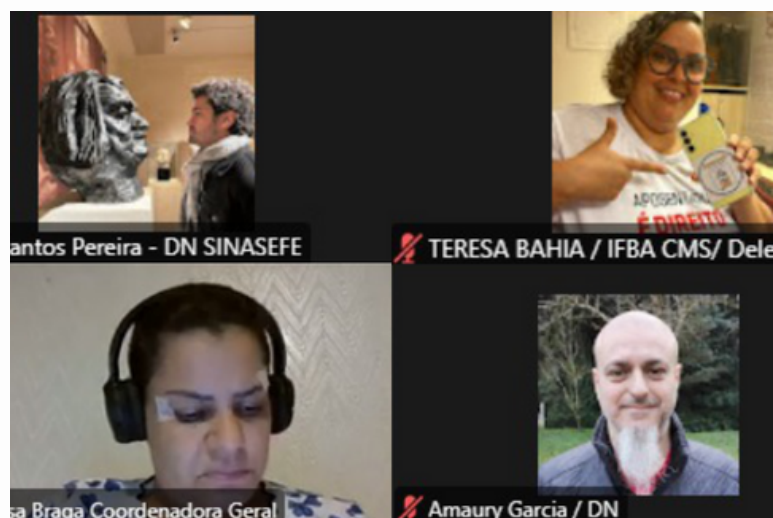 antos Pereira - DN SINASEFE
É DIREITO
TERESA BAHIA / IFBA CMS/ Dele
sa Braga Coordenadora Geral
Amaury Garcia / DN